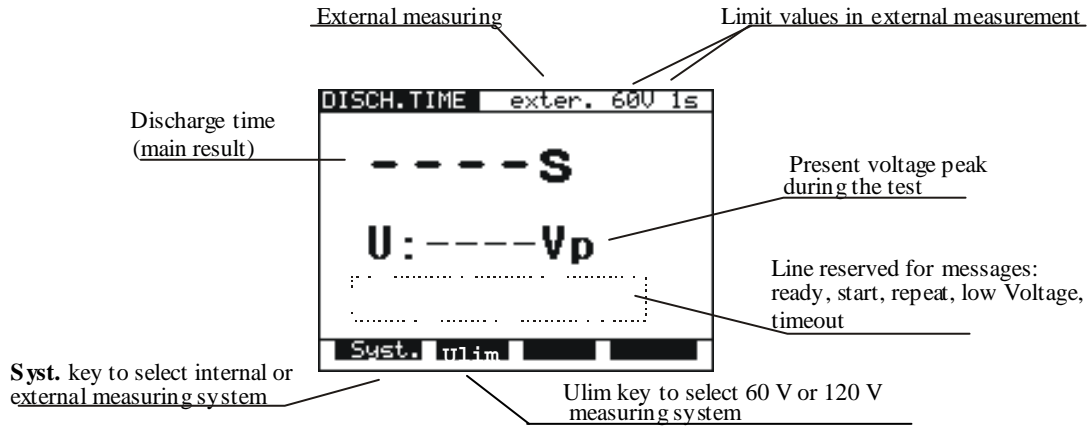 External measuring
Limit values in external measurement
DISCH.TIME exter. 60V 1s
Discharge time
(main result)
----S
Present voltage peak
during the test
U:----Vp
Line reserved for messages:
ready, start, repeat, low Voltage,
timeout
Syst. Ulim
Syst. key to select internal or
external measuring system
Ulim key to select 60 V or 120 V
measuring system